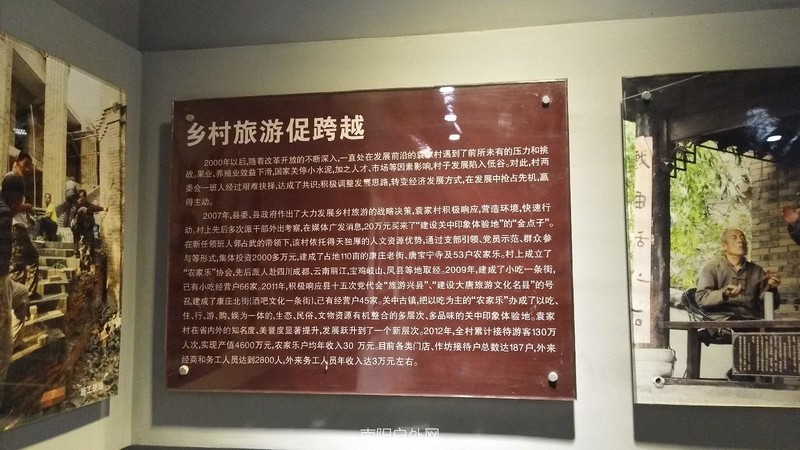 乡村旅游促跨越
2000年以后,随着改革开放的不断深入,一直处在发展前沿的袁家村遇到了前所未有的压力和挑
战。果业、养殖业效益下滑,国家关停小水泥,加之人才、市场等因素影响,村子发展陷入低谷。对此,村两
委会一班人经过艰难抉择,达成了共识:积极调整发展思路,转变经济发展方式,在发展中抢占先机,赢
得主动。
2007年,县委、县政府作出了大力发展乡村旅游的战略决策,袁家村积极响应,营造环境,快速行
动。村上先后多次派干部外出考察,在媒体广发消息,20万元买来了“建设关中印象体验地”的“金点子”。
在新任领班人郭占武的带领下,该村依托得天独厚的人文资源优势,通过支部引领、党员示范、群众参
与等形式,集体投资2000多万元,建成了占地110亩的康庄老街、唐宝宁寺及53户农家乐。村上成立了
“农家乐”协会,先后派人赴四川成都、云南丽江、宝鸡岐山、凤县等地取经。2009年,建成了小吃一条街,
已有小吃经营户66家。2011年,积极响应县十五次党代会“旅游兴县”、“建设大唐旅游文化名县”的号
召,建成了康庄北街(酒吧文化一条街),已有经营户45家。关中古镇,把以吃为主的“农家乐”办成了以吃、
住、行、游、购、娱为一体的,生态、民俗、文物资源有机整合的多层次、多品味的关中印象体验地。袁家
村在省内外的知名度、美誉度显著提升,发展跃升到了一个新层次。2012年,全村累计接待游客130万
人次,实现产值4600万元,农家乐户均年收入30 万元。目前各类门店、作坊接待户总数达187户,外来
经商和务工人员达到2800人,外来务工人员年收入达3万元左右。
南阳户外网